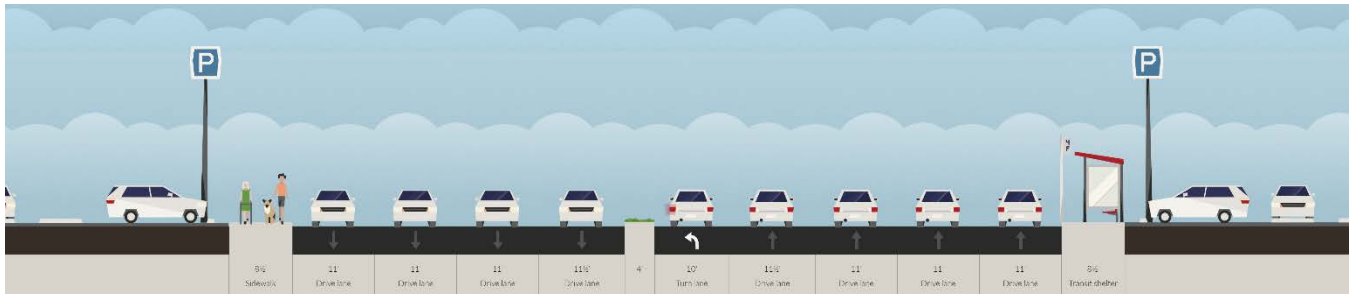 P
P
8½'
Sidewalk
11'
Drive lane
11'
Drive lane
11'
Drive lane
11½'
Drive lane
4'
10'
Turn lane
11½'
Drive lane
11'
Drive lane
11'
Drive lane
11'
Drive lane
8½'
Transit shelter